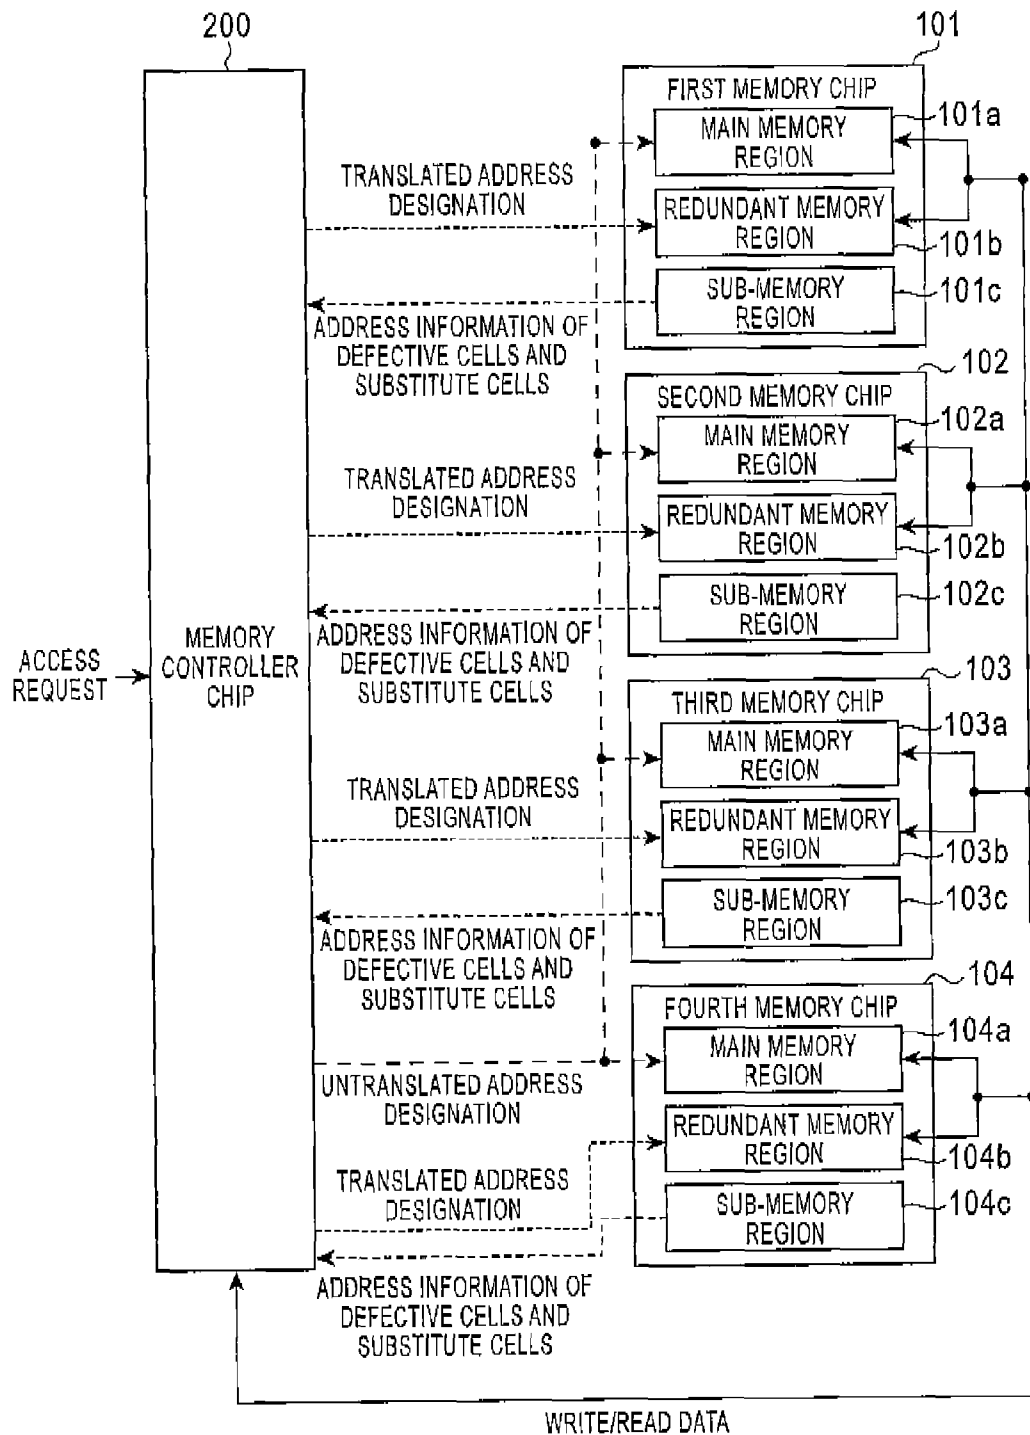 200
101
FIRST MEMORY CHIP
101a
MAIN MEMORY
REGION
TRANSLATED ADDRESS
DESIGNATION
REDUNDANT MEMORY
REGION
101b
SUB-MEMORY
REGION
101c
ADDRESS INFORMATION OF
DEFECTIVE CELLS AND
SUBSTITUTE CELLS
102
SECOND MEMORY CHIP
102a
MAIN MEMORY
REGION
TRANSLATED ADDRESS
DESIGNATION
REDUNDANT MEMORY
REGION
102b
SUB-MEMORY
REGION
102c
ADDRESS INFORMATION OF
DEFECTIVE CELLS AND
SUBSTITUTE CELLS
ACCESS
REQUEST
MEMORY
CONTROLLER
CHIP
103
THIRD MEMORY CHIP
103a
MAIN MEMORY
REGION
TRANSLATED ADDRESS
DESIGNATION
REDUNDANT MEMORY
REGION
103b
SUB-MEMORY
REGION
103c
ADDRESS INFORMATION OF
DEFECTIVE CELLS AND
SUBSTITUTE CELLS
104
FOURTH MEMORY CHIP
104a
MAIN MEMORY
REGION
UNTRANSLATED ADDRESS
DESIGNATION
REDUNDANT MEMORY
REGION
104b
TRANSLATED ADDRESS
DESIGNATION
SUB-MEMORY
REGION
104c
ADDRESS INFORMATION OF
DEFECTIVE CELLS AND
SUBSTITUTE CELLS
WRITE/READ DATA